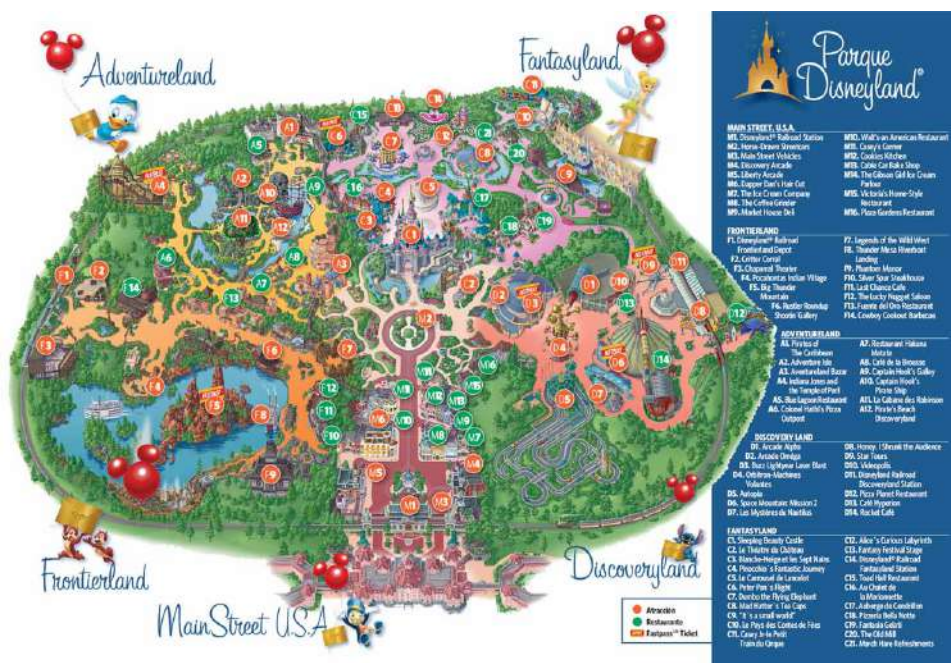 Adventureland
Fantasyland
Frontierland
Discoveryland
Main Street U.S.A
Atracción
Restaurante
Fastpass™ Ticket
Parque
Disneyland®
MAIN STREET, U.S.A.
M1. Disneyland® Railroad Station
M2. Horse-Drawn Streetcars
M3. Main Street Vehicles
M4. Discovery Arcade
M5. Liberty Arcade
M6. Dapper Dan's Hair Cut
M7. The Ice Cream Company
M8. The Coffee Grinder
M9. Market House Deli
M10. Walt's an American Restaurant
M11. Casey's Corner
M12. Cookies Kitchen
M13. Cable Car Bake Shop
M14. The Gibson Girl Ice Cream
Parlour
M15. Victoria's Home-Style
Restaurant
M16. Plaza Gardens Restaurant
FRONTIERLAND
F1. Disneyland® Railroad
Frontierland Depot
F2. Critter Corral
F3. Chaparral Theater
F4. Pocahontas Indian Village
F5. Big Thunder
Mountain
F6. Rustler Roundup
Shootin Gallery
F7. Legends of the Wild West
F8. Thunder Mesa Riverboat
Landing
F9. Phantom Manor
F10. Silver Spur Steakhouse
F11. Last Chance Cafe
F12. The Lucky Nugget Saloon
F13. Fuente del Oro Restaurant
F14. Cowboy Cookout Barbecue
ADVENTURELAND
A1. Pirates of
The Caribbean
A2. Adventure Isle
A3. Aventureland Bazar
A4. Indiana Jones and
the Temple of Peril
A5. Blue Lagoon Restaurant
A6. Colonel Hathi's Pizza
Outpost
A7. Restaurant Hakuna
Matata
A8. Café de la Brousse
A9. Captain Hook's Galley
A10. Captain Hook's
Pirate Ship
A11. La Cabane des Robinson
A12. Pirate's Beach
Discoveryland
DISCOVERY LAND
D1. Arcade Alpha
D2. Arcade Oméga
D3. Buzz Lightyear Laser Blast
D4. Orbitron-Machines
Volantes
D5. Autopia
D6. Space Mountain: Mission 2
D7. Les Mystères du Nautilus
D8. Honey, I Shrunk the Audience
D9. Star Tours
D10. Videopolis
D11. Disneyland Railroad
Discoveryland Station
D12. Pizza Planet Restaurant
D13. Café Hyperion
D14. Rocket Café
FANTASYLAND
C1. Sleeping Beauty Castle
C2. Le Théâtre du Château
C3. Blanche-Neige et les Sept Nains
C4. Pinocchio´s Fantastic Journey
C5. Le Carrousel de Lancelot
C6. Peter Pan´s Flight
C7. Dumbo the Flying Elephant
C8. Mad Hatter´s Tea Cups
C9. "it´s a small world"
C10. Le Pays des Contes de Fées
C11. Casey Jr-le Petit
Train du Cirque
C12. Alice´s Curious Labyrinth
C13. Fantasy Festival Stage
C14. Disneyland® Railroad
Fantasyland Station
C15. Toad Hall Restaurant
C16. Au Chalet de
la Marionnette
C17. Auberge de Cendrillon
C18. Pizzeria Bella Notte
C19. Fantasia Gelati
C20. The Old Mill
C21. March Hare Refreshments